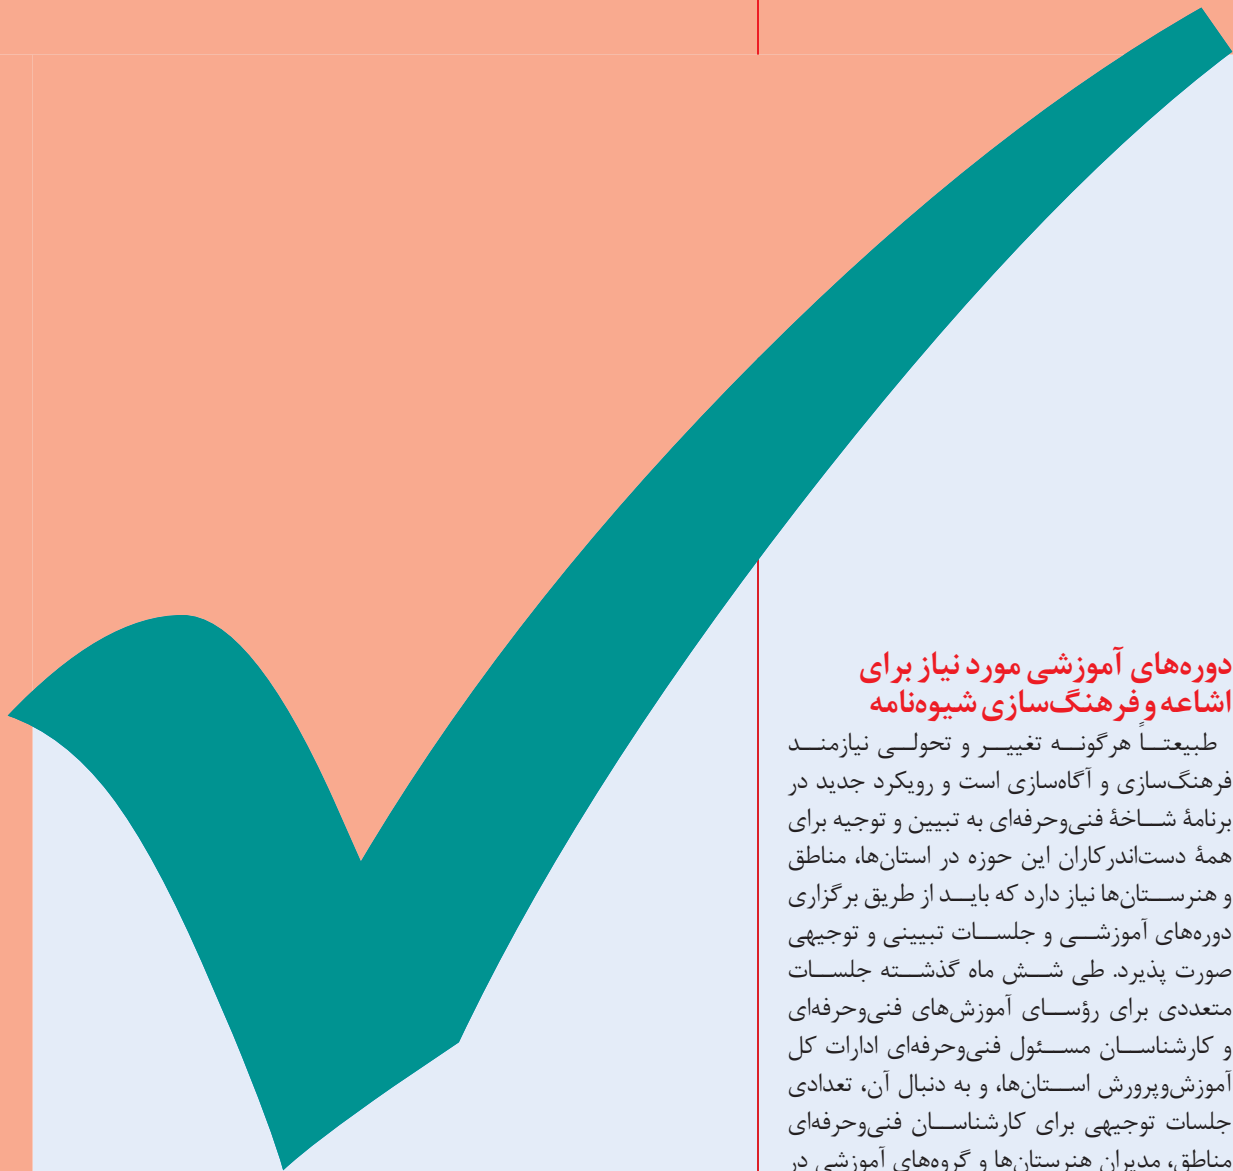 دوره‌های آموزشی مورد نیاز برای
اشاعه و فرهنگ‌سازی شیوه‌نامه
طبیعتاً هرگونه تغییر و تحولی نیازمند
فرهنگ‌سازی و آگاه‌سازی است و رویکرد جدید در
برنامهٔ شاخهٔ فنی‌وحرفه‌ای به تبیین و توجیه برای
همهٔ دست‌اندرکاران این حوزه در استان‌ها، مناطق
و هنرستان‌ها نیاز دارد که باید از طریق برگزاری
دوره‌های آموزشی و جلسات تبیینی و توجیهی
صورت پذیرد. طی شش ماه گذشته جلسات
متعددی برای رؤسای آموزش‌های فنی‌وحرفه‌ای
و کارشناسان مسئول فنی‌وحرفه‌ای ادارات کل
آموزش‌وپرورش استان‌ها، و به دنبال آن، تعدادی
جلسات توجیهی برای کارشناسان فنی‌وحرفه‌ای
مناطق، مدیران هنرستان‌ها و گروه‌های آموزشی در